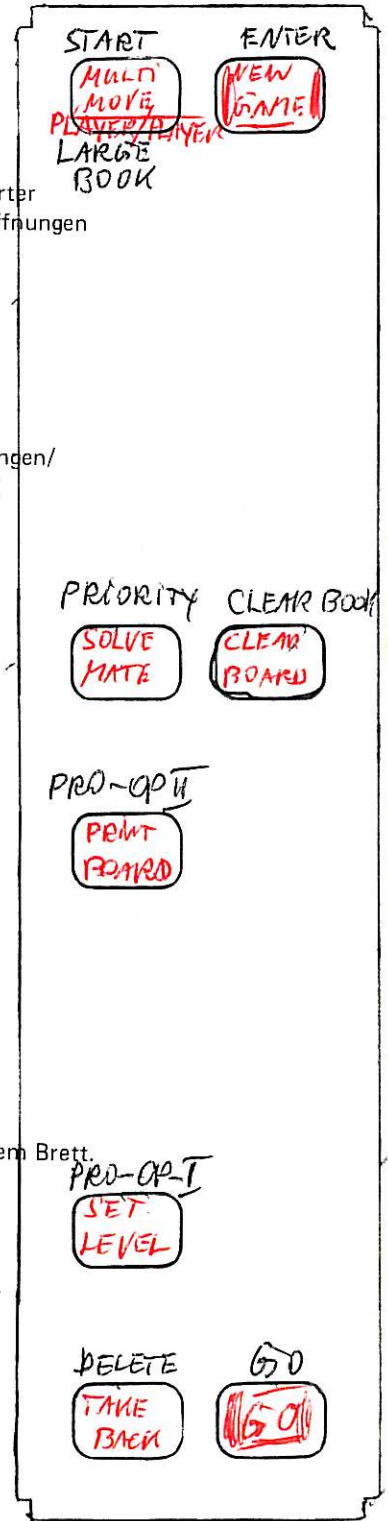 START ENTER
MULTI NEW
MOVE GAME
PLAYER/PLAYER
LARGE
BOOK
rter
ffnungen
ngen/
PRIORITY CLEAR BOOK
SOLVE CLEAR
MATE BOARD
PRO-OP II
PRINT
BOARD
em Brett.
PRO-OP-I
SET
LEVEL
DELETE GO
TAKE GO
BACK